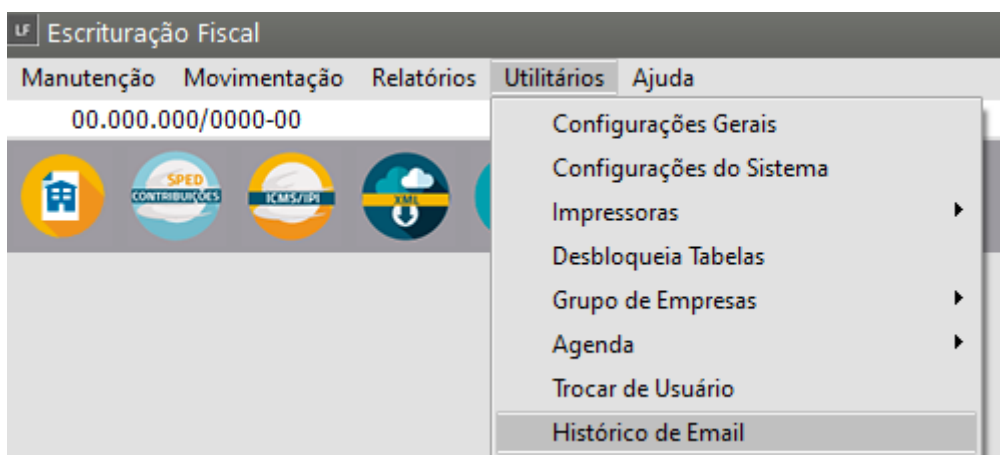 LF Escrituração Fiscal
Manutenção Movimentação Relatórios Utilitários Ajuda
00.000.000/0000-00
SPED
CONTRIBUIÇÕES
ICMS/IPI
XML
Configurações Gerais
Configurações do Sistema
Impressoras
Desbloqueia Tabelas
Grupo de Empresas
Agenda
Trocar de Usuário
Histórico de Email